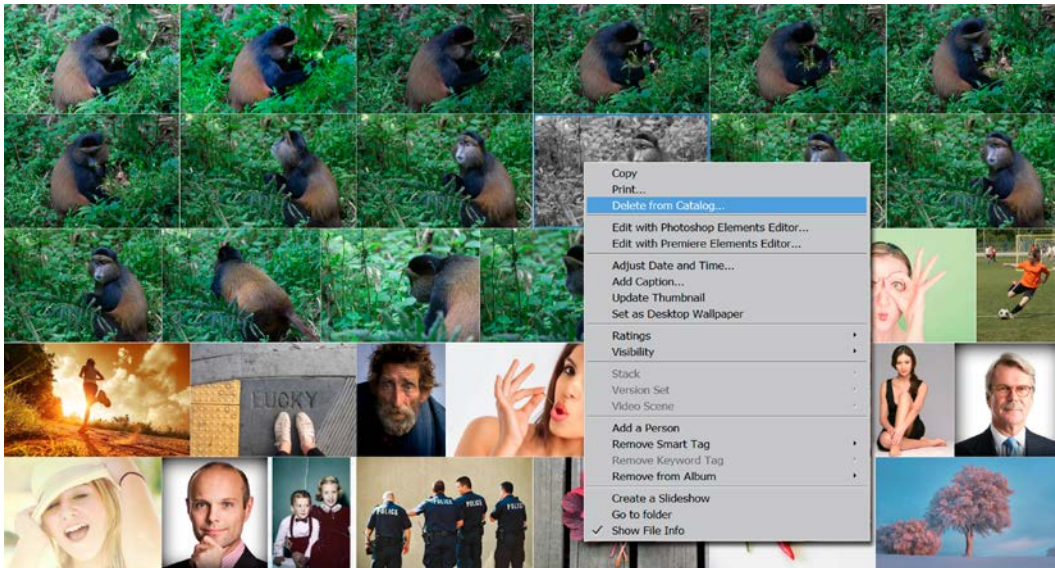 Copy
Print...
Delete from Catalog...
Edit with Photoshop Elements Editor...
Edit with Premiere Elements Editor...
Adjust Date and Time...
Add Caption...
Update Thumbnail
Set as Desktop Wallpaper
Ratings
Visibility
Stack
Version Set
Video Scene
Add a Person
Remove Smart Tag
Remove Keyword Tag
Remove from Album
Create a Slideshow
Go to folder
Show File Info
LUCKY
POLICE
POLICE
POLICE
POLICE